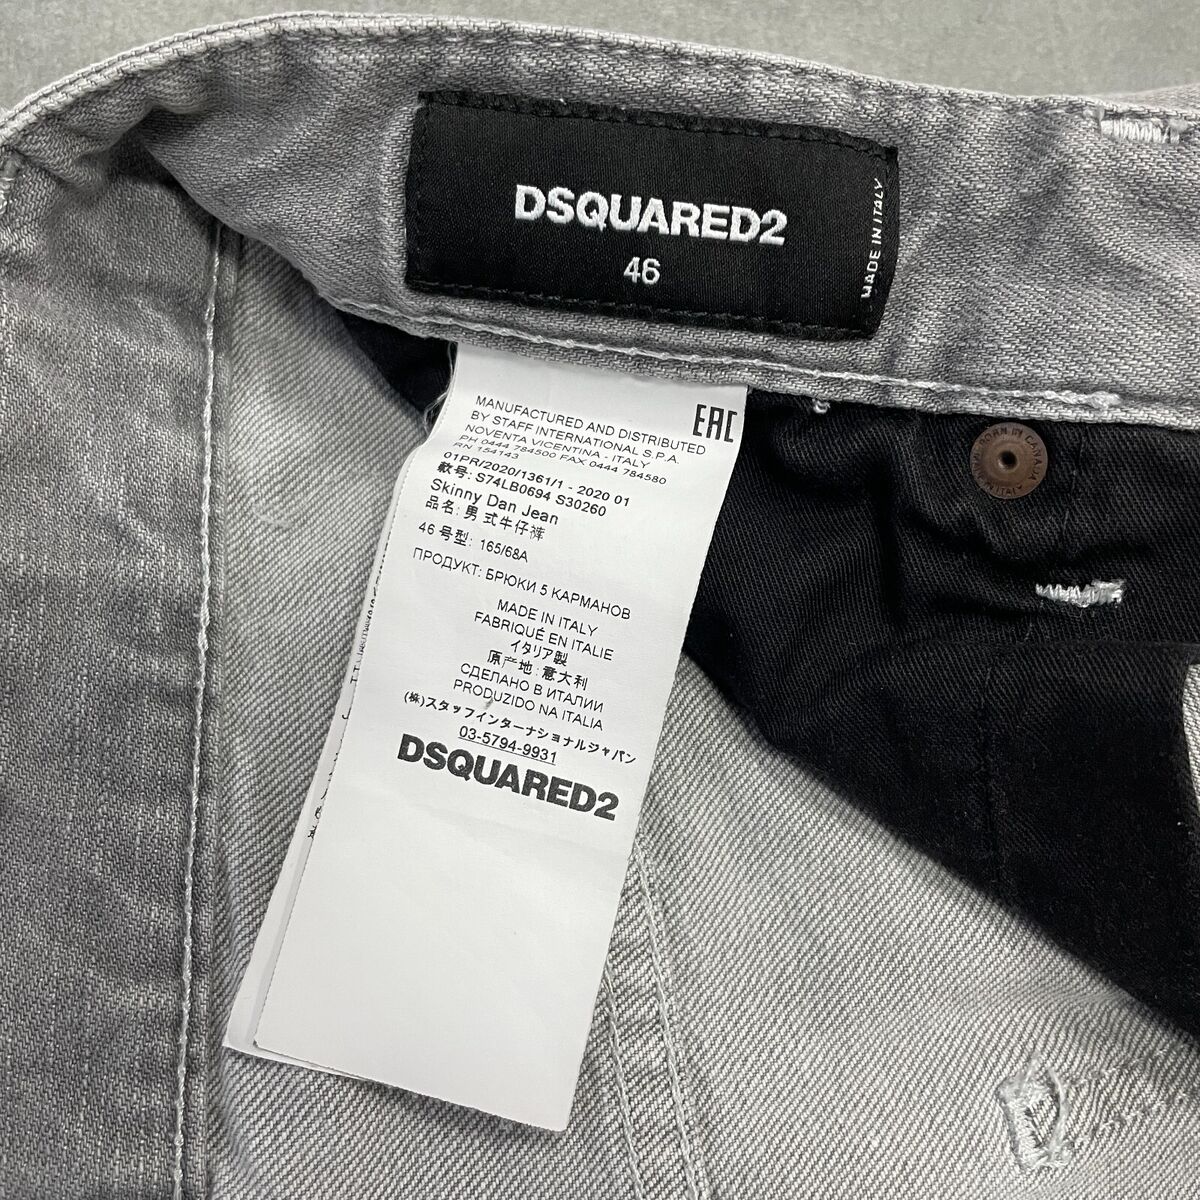 DSQUARED2
46
MADE IN ITALY
EAC
MANUFACTURED AND DISTRIBUTED
BY STAFF INTERNATIONAL S.P.A.
NOVENTA VICENTINA - ITALY
PH 0444 784500 FAX 0444 784580
RN 154143
01PR/2020/1361/1 - 2020 01
款号: S74LB0694 S30260
Skinny Dan Jean
品名: 男 式牛仔裤
46 号型: 165/68A
ПРОДУКТ: БРЮКИ 5 КАРМАНОВ
MADE IN ITALY
FABRIQUÉ EN ITALIE
イタリア製
原产地: 意大利
СДЕЛАНО В ИТАЛИИ
PRODUZIDO NA ITALIA
(株)スタッフインターナショナルジャパン
03-5794-9931
DSQUARED2
BORN IN CANADA